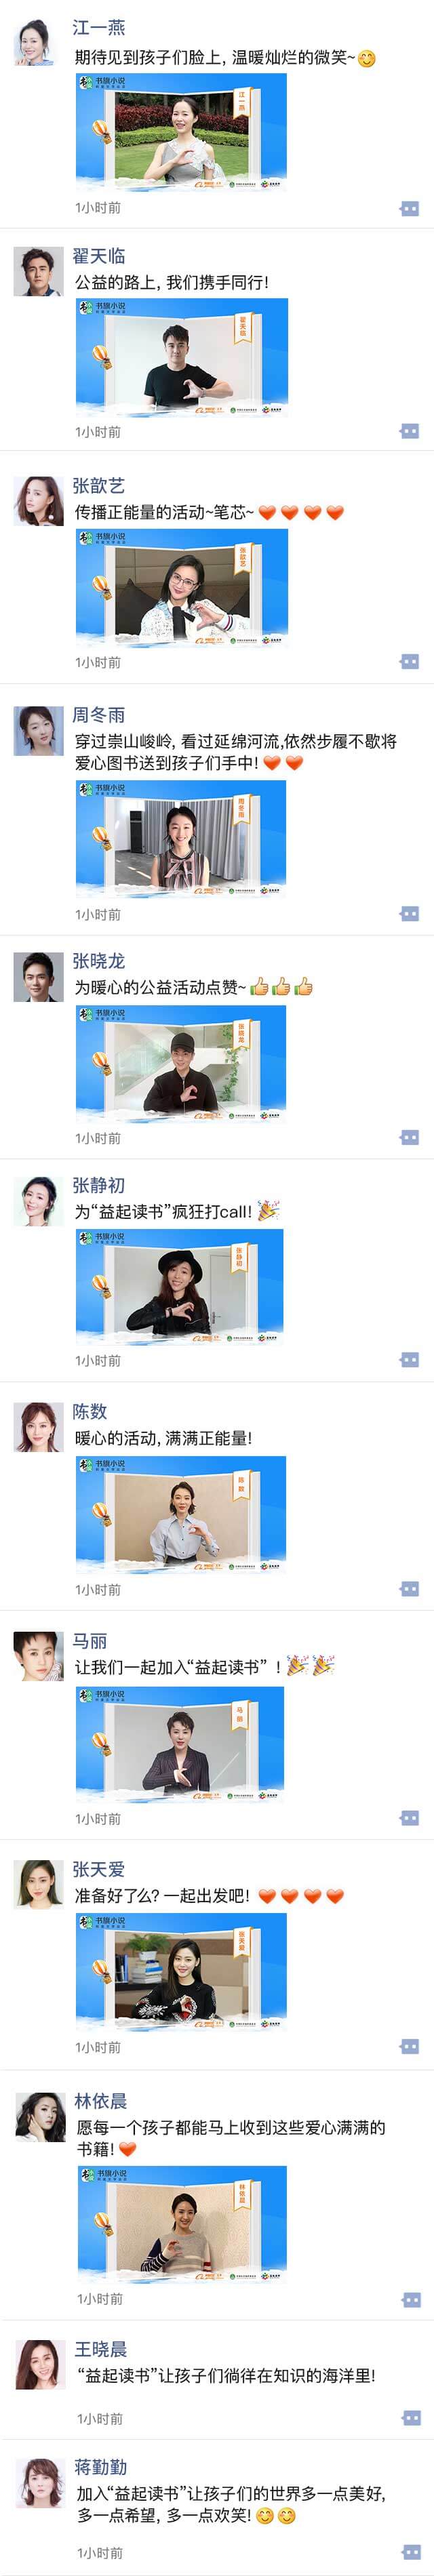 江一燕
期待见到孩子们脸上, 温暖灿烂的微笑~
书旗小说
江一燕
1小时前
翟天临
公益的路上, 我们携手同行!
书旗小说
翟天临
1小时前
张歆艺
传播正能量的活动~笔芯~
书旗小说
张歆艺
1小时前
周冬雨
穿过崇山峻岭, 看过延绵河流,依然步履不歇将
爱心图书送到孩子们手中!
书旗小说
周冬雨
1小时前
张晓龙
为暖心的公益活动点赞~
书旗小说
张晓龙
1小时前
张静初
为“益起读书”疯狂打call!
书旗小说
张静初
1小时前
陈数
暖心的活动, 满满正能量!
书旗小说
陈数
1小时前
马丽
让我们一起加入“益起读书” !
书旗小说
马丽
1小时前
张天爱
准备好了么? 一起出发吧!
书旗小说
张天爱
1小时前
林依晨
愿每一个孩子都能马上收到这些爱心满满的
书籍!
书旗小说
林依晨
1小时前
王晓晨
“益起读书”让孩子们徜徉在知识的海洋里!
1小时前
蒋勤勤
加入“益起读书”让孩子们的世界多一点美好,
多一点希望, 多一点欢笑!
1小时前